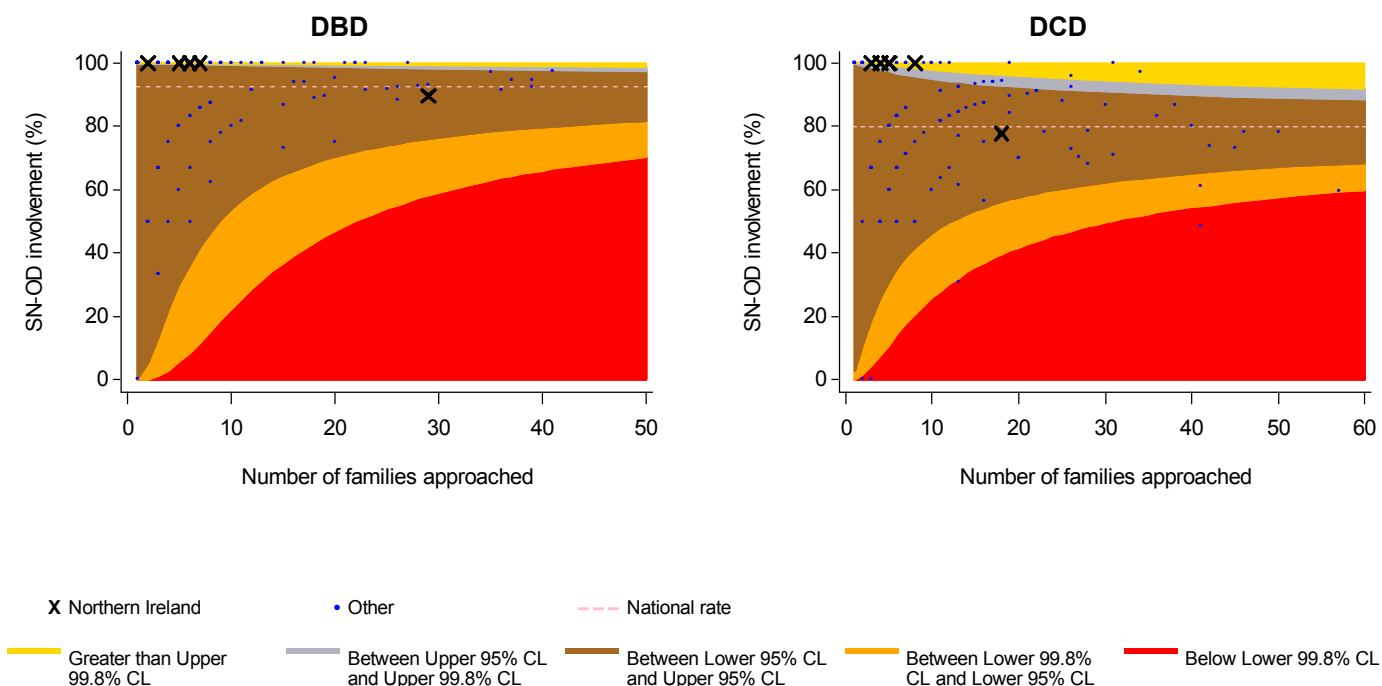 DBD
100
80
60
40
20
0
SN-OD involvement (%)
0 10 20 30 40 50
Number of families approached
DCD
100
80
60
40
20
0
SN-OD involvement (%)
0 10 20 30 40 50 60
Number of families approached
X Northern Ireland
Other
National rate
Greater than Upper
99.8% CL
Between Upper 95% CL
and Upper 99.8% CL
Between Lower 95% CL
and Upper 95% CL
Between Lower 99.8%
CL and Lower 95% CL
Below Lower 99.8% CL